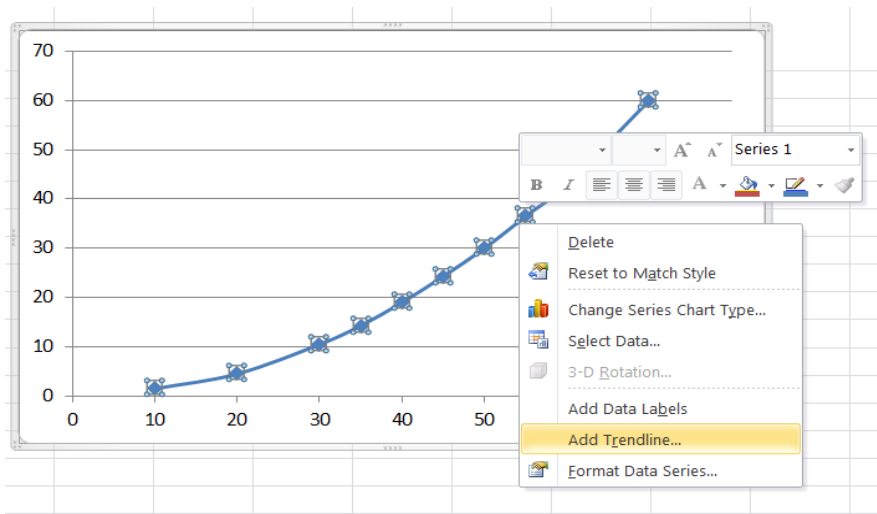 70
60
50
40
30
20
10
0
0 10 20 30 40 50
A A Series 1
B I A
Delete
Reset to Match Style
Change Series Chart Type...
Select Data...
3-D Rotation...
Add Data Labels
Add Trendline...
Format Data Series...